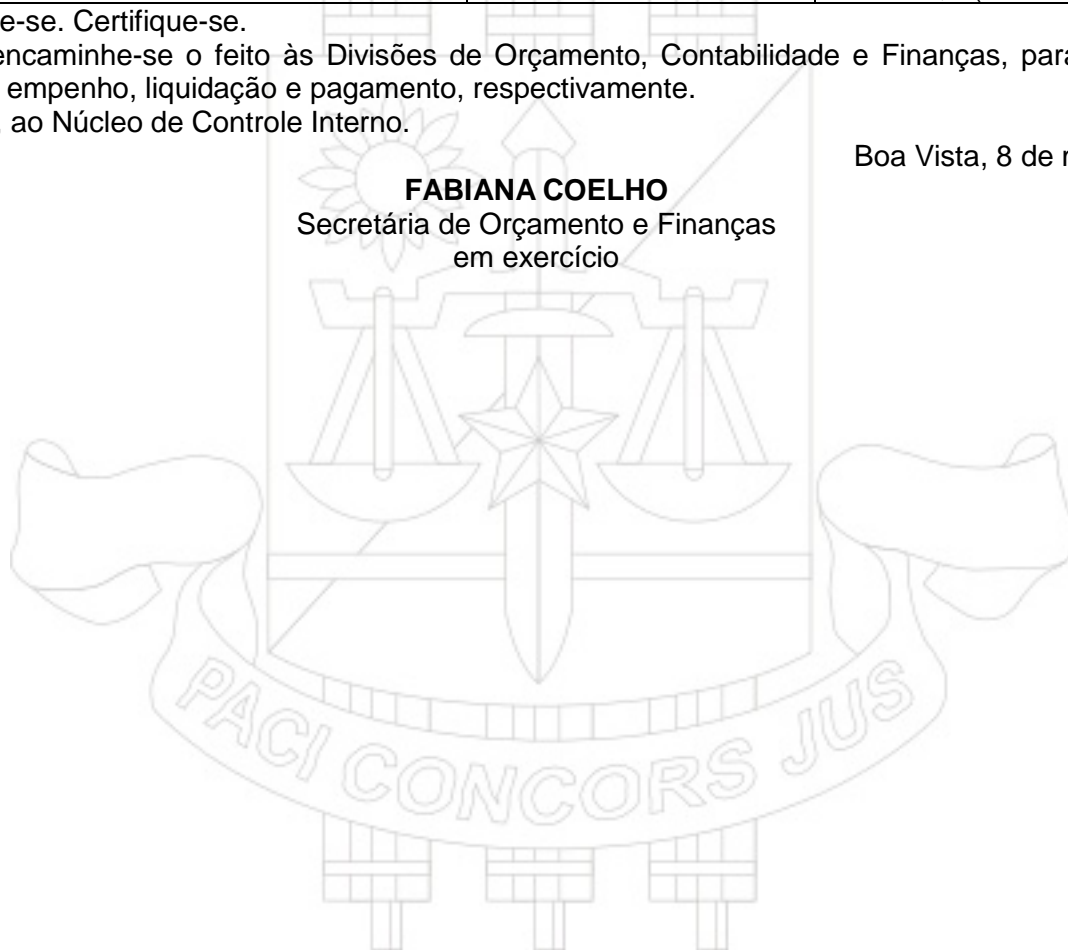 e-se. Certifique-se.
encaminhe-se o feito às Divisões de Orçamento, Contabilidade e Finanças, para
empenho, liquidação e pagamento, respectivamente.
ao Núcleo de Controle Interno.
Boa Vista, 8 de
FABIANA COELHO
Secretária de Orçamento e Finanças
em exercício
PACI CONCORS JUS